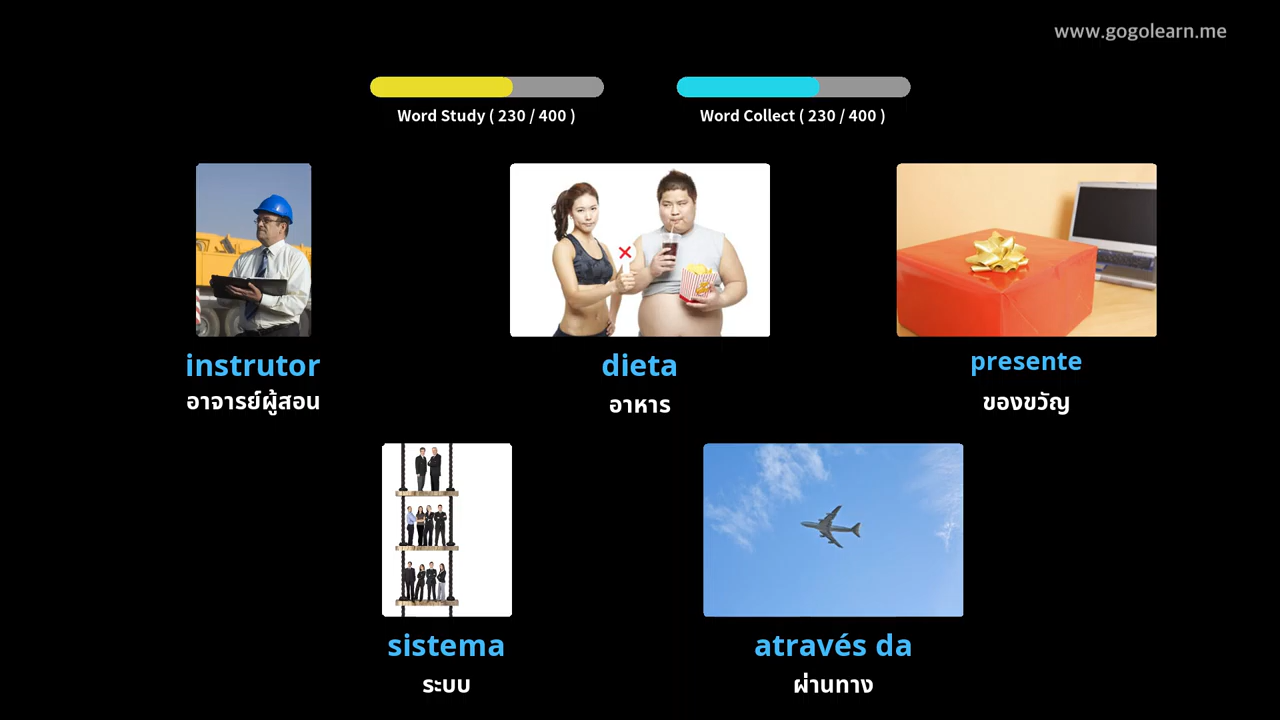 www.gogolearn.me
Word Study ( 230 / 400 )
Word Collect ( 230 / 400 )
instrutor
อาจารย์ผู้สอน
dieta
อาหาร
presente
ของขวัญ
sistema
ระบบ
através da
ผ่านทาง